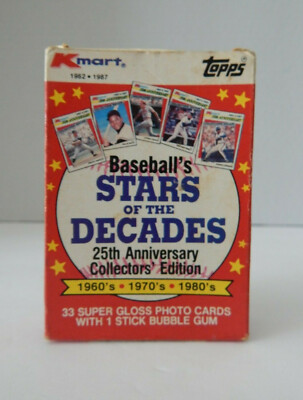 Kmart® Topps
1962 • 1987
Baseball's
STARS
OF THE
DECADES
25th Anniversary
Collectors' Edition
1960's • 1970's • 1980's
33 SUPER GLOSS PHOTO CARDS
WITH 1 STICK BUBBLE GUM